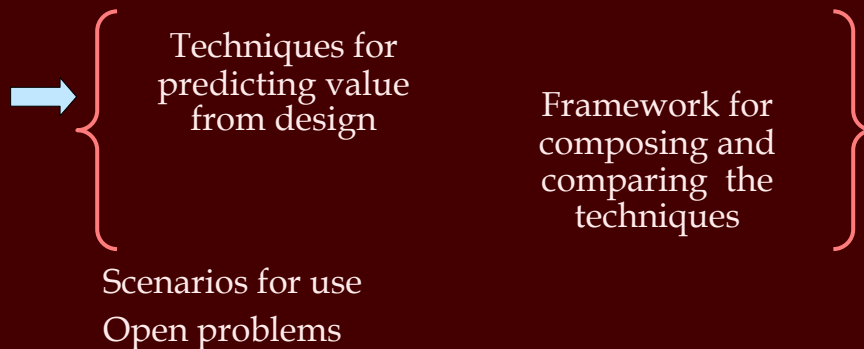 Techniques for
predicting value
from design
Framework for
composing and
comparing the
techniques
Scenarios for use
Open problems